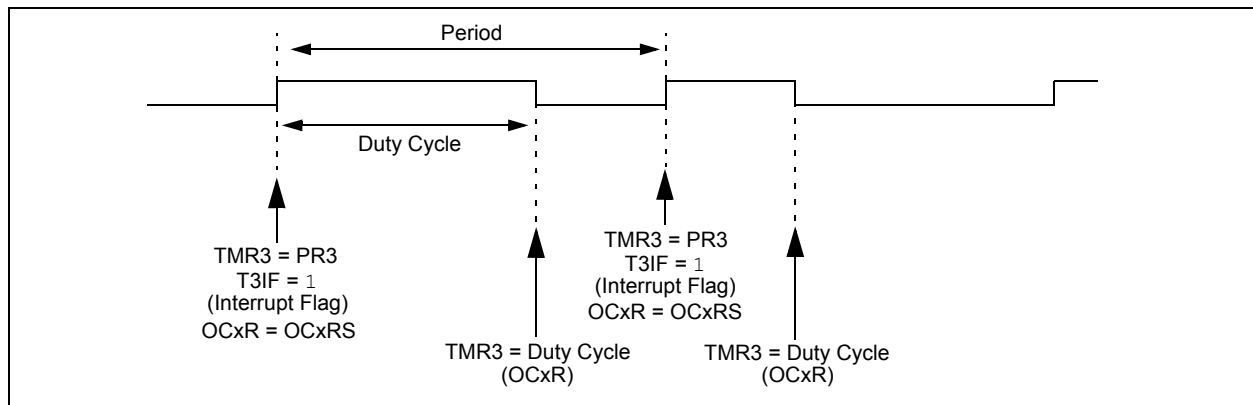 Period
Duty Cycle
TMR3 = PR3
T3IF = 1
(Interrupt Flag)
OCxR = OCxRS
TMR3 = Duty Cycle
(OCxR)
TMR3 = PR3
T3IF = 1
(Interrupt Flag)
OCxR = OCxRS
TMR3 = Duty Cycle
(OCxR)